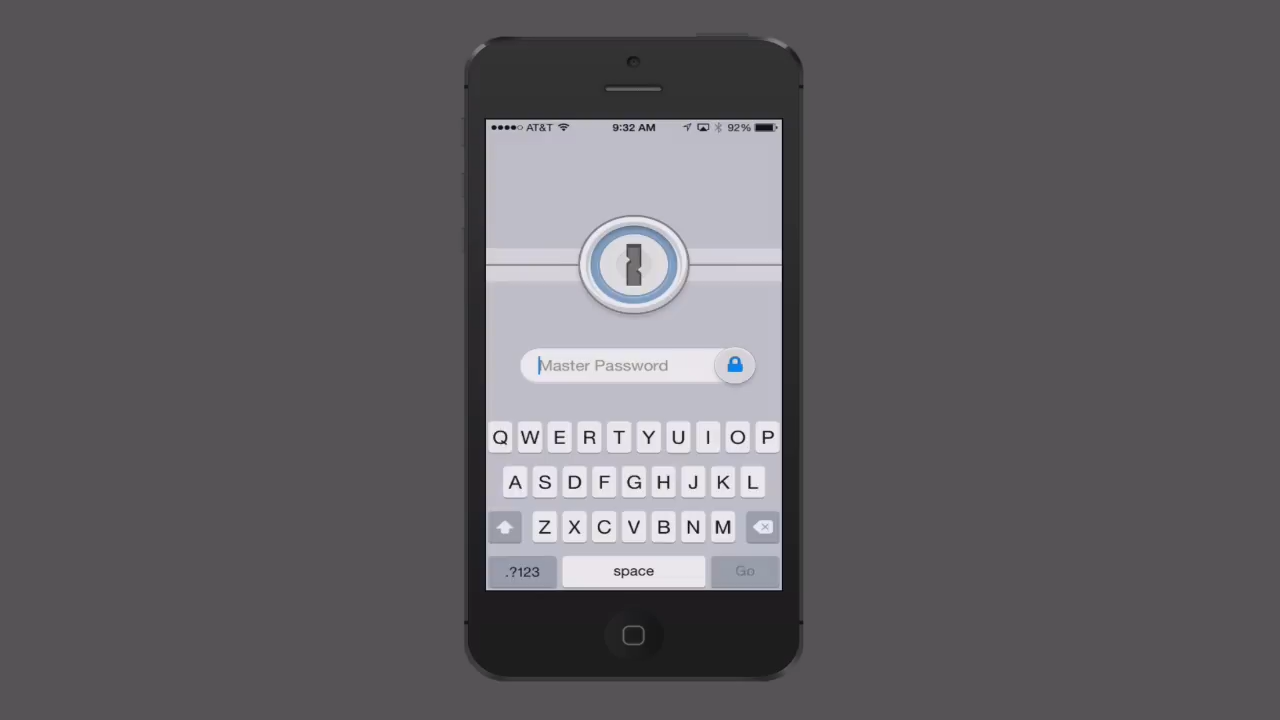 AT&T 9:32 AM 92%
Master Password
Q W E R T Y U I O P
A S D F G H J K L
Z X C V B N M
.?123 space Go